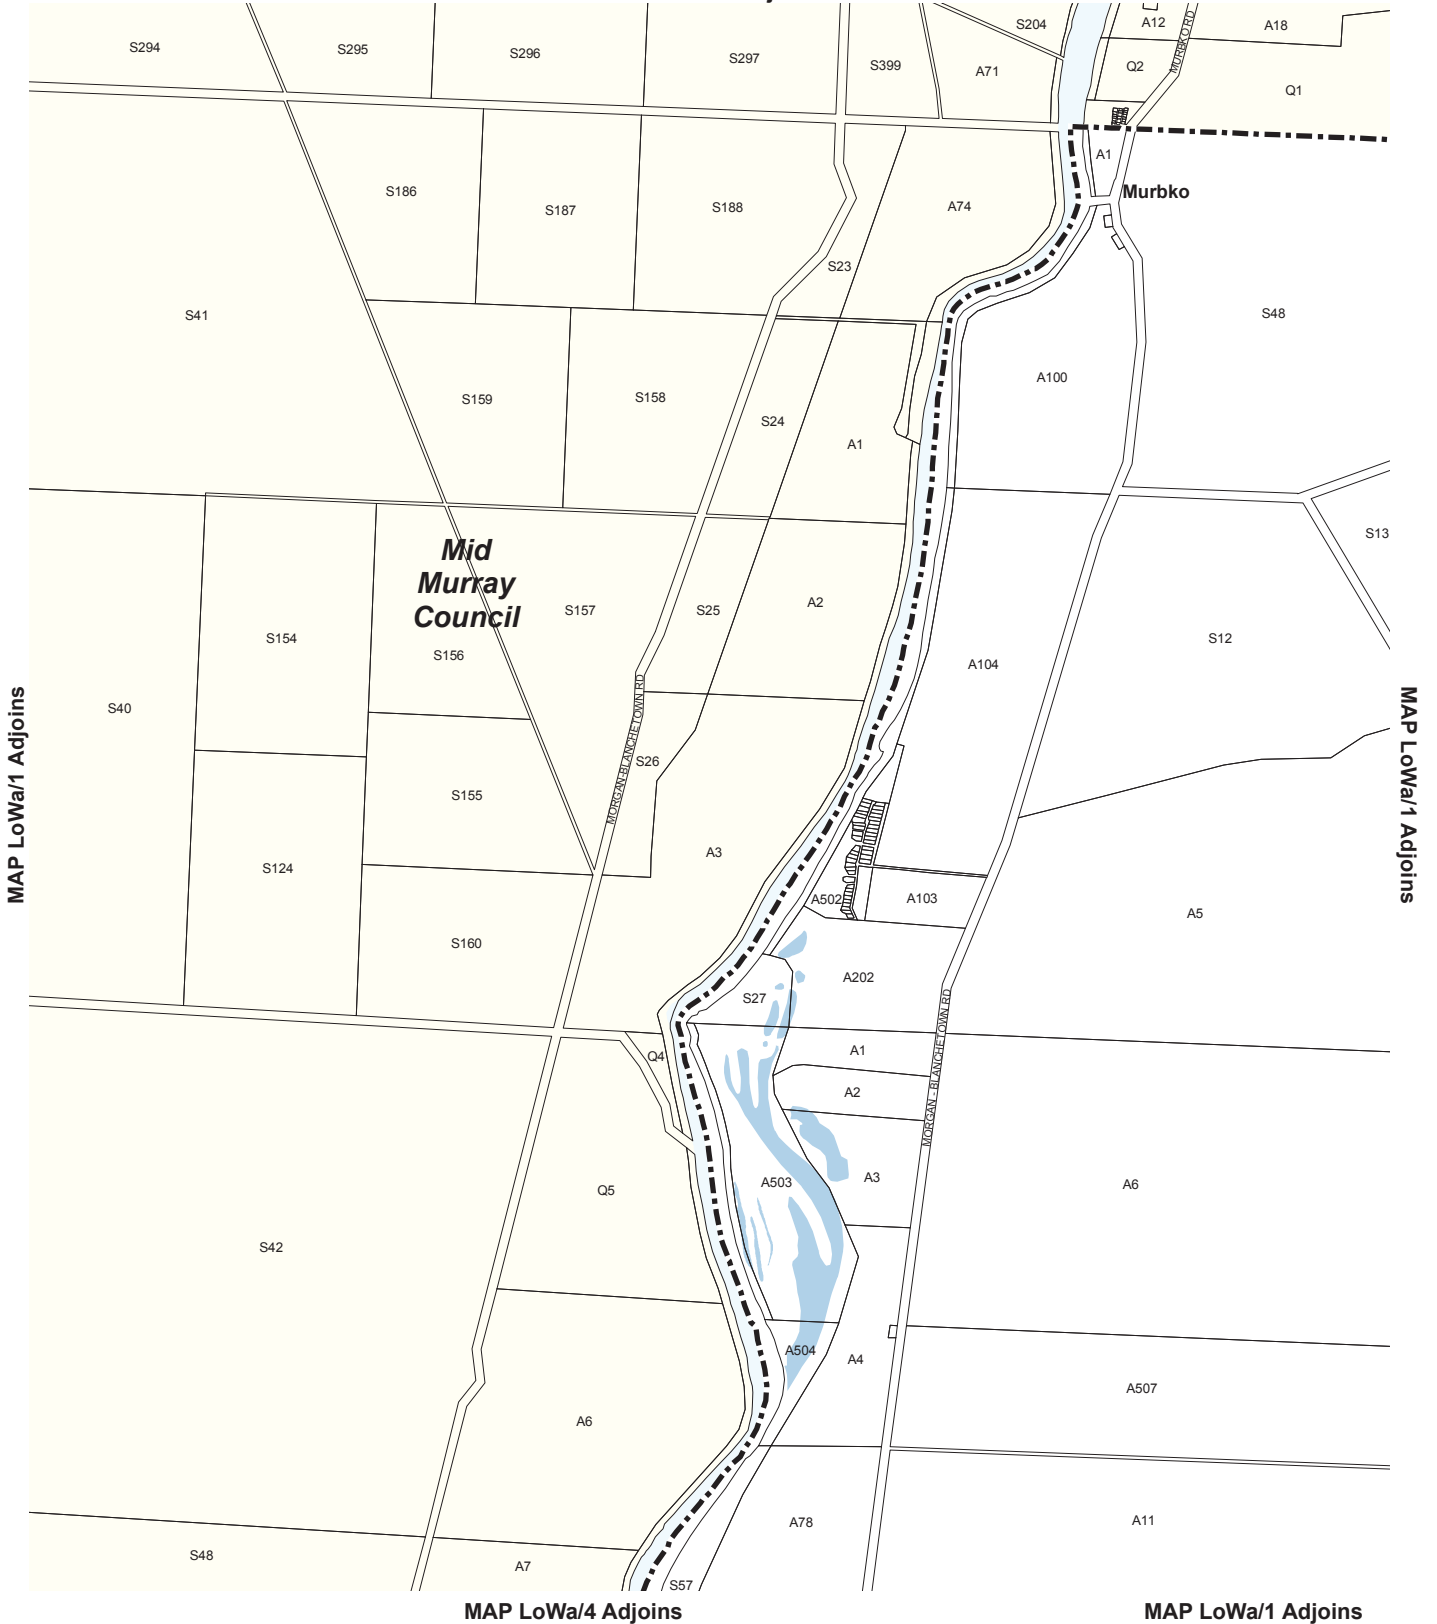 S294
S295
S296
S297
S399
A71
S204
A12
A18
Q2
Q1
MURBKO RD
A1
Murbko
S186
S187
S188
A74
S23
S41
S48
A100
S159
S158
S24
A1
S13
Mid
Murray
Council
S157
S25
A2
S154
S156
S12
A104
S40
MORGAN-BLANCHETOWN RD
S26
S155
A3
S124
A502
A103
A5
S160
A202
S27
MORGAN - BLANCHETOWN RD
Q4
A1
A2
A3
A503
Q5
A6
S42
A504
A4
A507
A6
A78
A11
S48
A7
S57
MAP LoWa/1 Adjoins
MAP LoWa/1 Adjoins
MAP LoWa/4 Adjoins
MAP LoWa/1 Adjoins